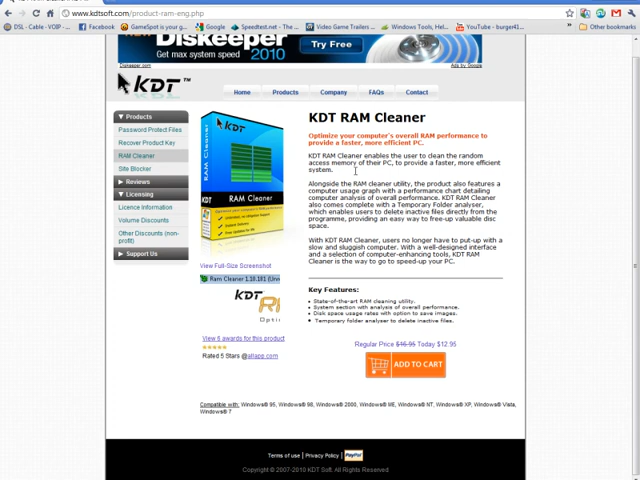 www.kdtsoft.com/product-ram-eng.php
DSL - Cable - VOIP - ...
Facebook
Google
Speedtest.net - The ...
Video Game Trailers ...
GameSpot is your g...
Windows Tools, Hel...
YouTube - burger41...
»
Other bookmarks
Diskeeper 2010
Get max system speed
Try Free
Diskeeper.com
Ads by Google
KDT™
Home
Products
Company
FAQs
Contact
Products
Password Protect Files
Recover Product Key
RAM Cleaner
Site Blocker
Reviews
Licensing
Licence Information
Volume Discounts
Other Discounts (non-
profit)
Support Us
KDT
RAM Cleaner
View Full-Size Screenshot
Ram Cleaner 1.10.101 (Uni
KDT
Opti
View 5 awards for this product
Rated 5 Stars @atlapp.com
KDT RAM Cleaner
Optimize your computer's overall RAM performance to
provide a faster, more efficient PC.
KDT RAM Cleaner enables the user to clean the random
access memory of their PC, to provide a faster, more efficient
system.
Alongside the RAM cleaner utility, the product also features a
computer usage graph with a performance chart detailing
computer analysis of overall performance. KDT RAM Cleaner
also comes complete with a Temporary Folder analyser,
which enables users to delete inactive files directly from the
programme, providing an easy way to free-up valuable disc
space.
With KDT RAM Cleaner, users no longer have to put-up with a
slow and sluggish computer. With a well-designed interface
and a selection of computer-enhancing tools, KDT RAM
Cleaner is the way to go to speed-up your PC.
Key Features:
State-of-the-art RAM cleaning utility.
System section with analysis of overall performance.
Disk space usage rates with option to save images.
Temporary folder analyser to delete inactive files.
Regular Price $16.95 Today $12.95
ADD TO CART
Compatible with: Windows® 95, Windows® 98, Windows® 2000, Windows® ME, Windows® NT, Windows® XP, Windows® Vista,
Windows® 7
Terms of use | Privacy Policy | PayPal
Copyright © 2007-2010 KDT Soft. All Rights Reserved